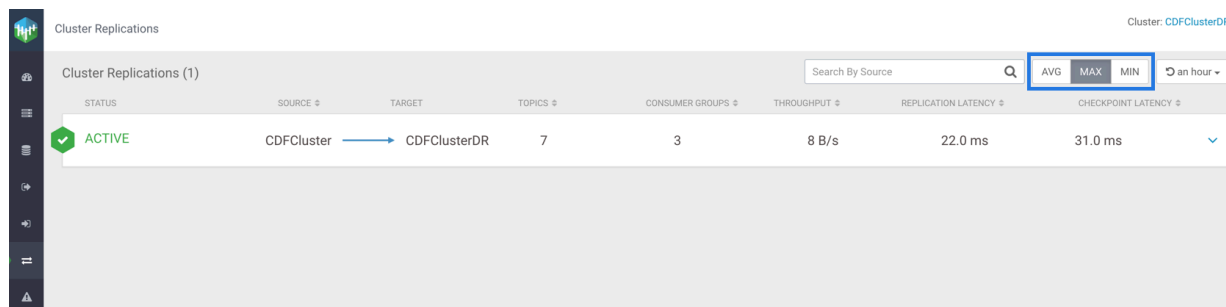 Cluster Replications
Cluster: CDFClusterDR
Cluster Replications (1)
Search By Source
AVG MAX MIN
an hour
STATUS SOURCE TARGET TOPICS CONSUMER GROUPS THROUGHPUT REPLICATION LATENCY CHECKPOINT LATENCY
ACTIVE CDFCluster CDFClusterDR 7 3 8 B/s 22.0 ms 31.0 ms